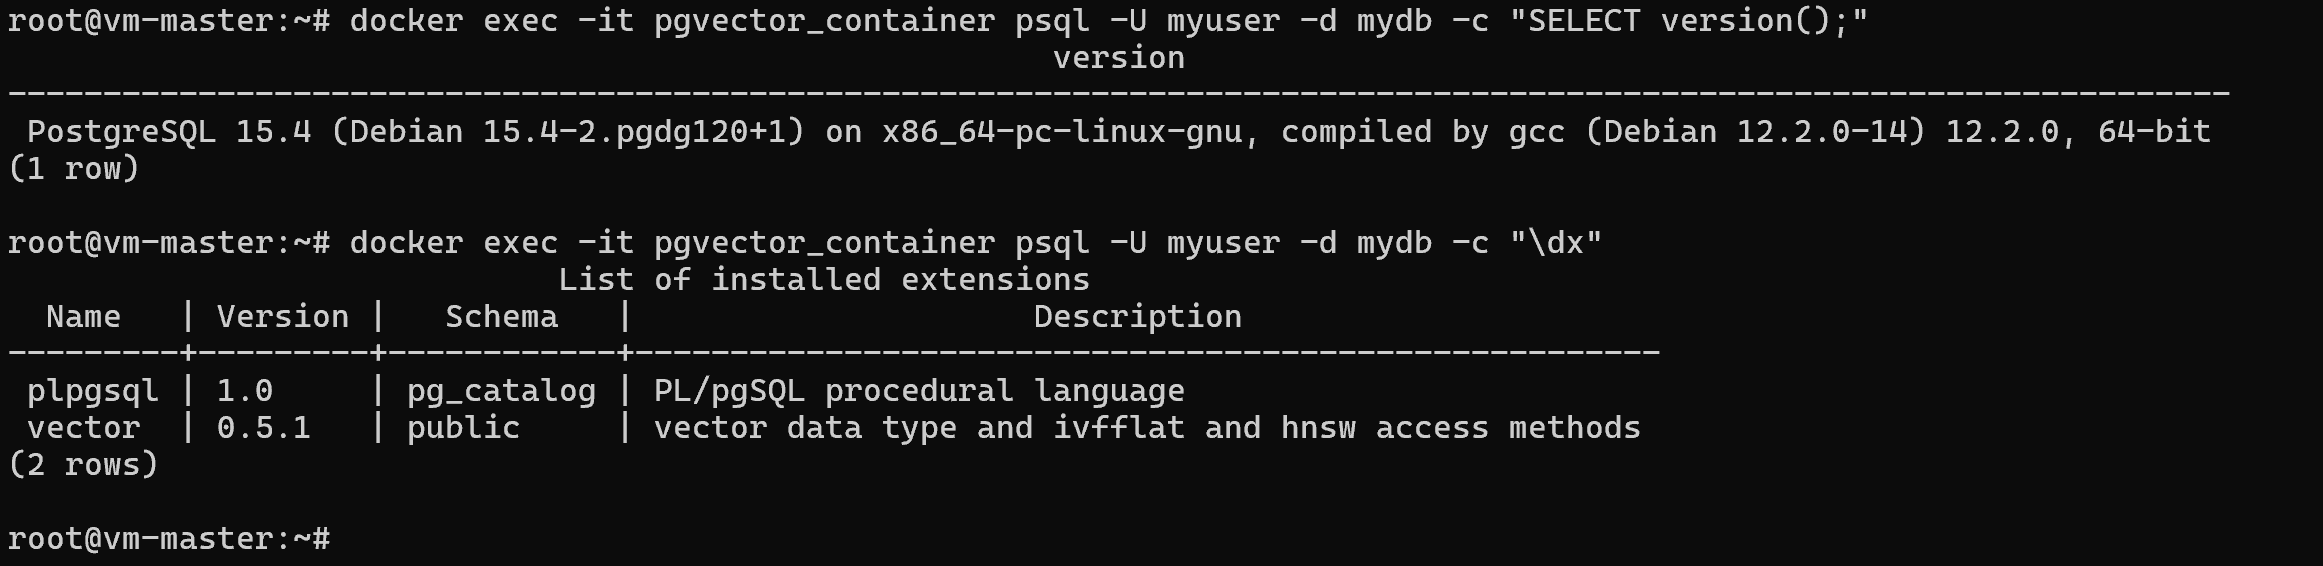 root@vm-master:~# docker exec -it pgvector_container psql -U myuser -d mydb -c "SELECT version();"
                                                       version
---------------------------------------------------------------------------------------------------------------------
 PostgreSQL 15.4 (Debian 15.4-2.pgdg120+1) on x86_64-pc-linux-gnu, compiled by gcc (Debian 12.2.0-14) 12.2.0, 64-bit
(1 row)

root@vm-master:~# docker exec -it pgvector_container psql -U myuser -d mydb -c "\dx"
                             List of installed extensions
  Name   | Version |   Schema   |                     Description
---------+---------+------------+------------------------------------------------------
 plpgsql | 1.0     | pg_catalog | PL/pgSQL procedural language
 vector  | 0.5.1   | public     | vector data type and ivfflat and hnsw access methods
(2 rows)

root@vm-master:~#